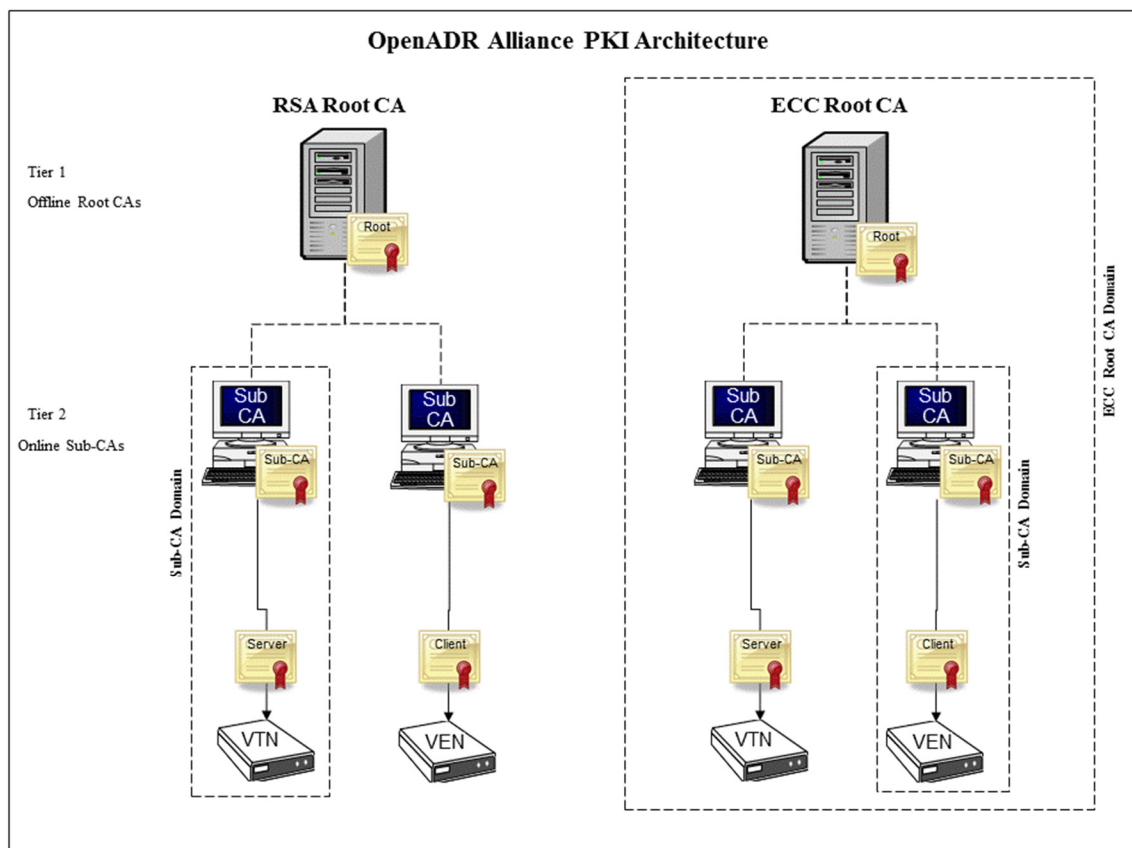 OpenADR Alliance PKI Architecture
RSA Root CA
ECC Root CA
Tier 1
Offline Root CAs
Root
Root
ECC Root CA Domain
Tier 2
Online Sub-CAs
Sub
CA
Sub
CA
Sub
CA
Sub
CA
Sub-CA
Sub-CA
Sub-CA
Sub-CA
Sub-CA Domain
Sub-CA Domain
Server
Client
Server
Client
VTN
VEN
VTN
VEN